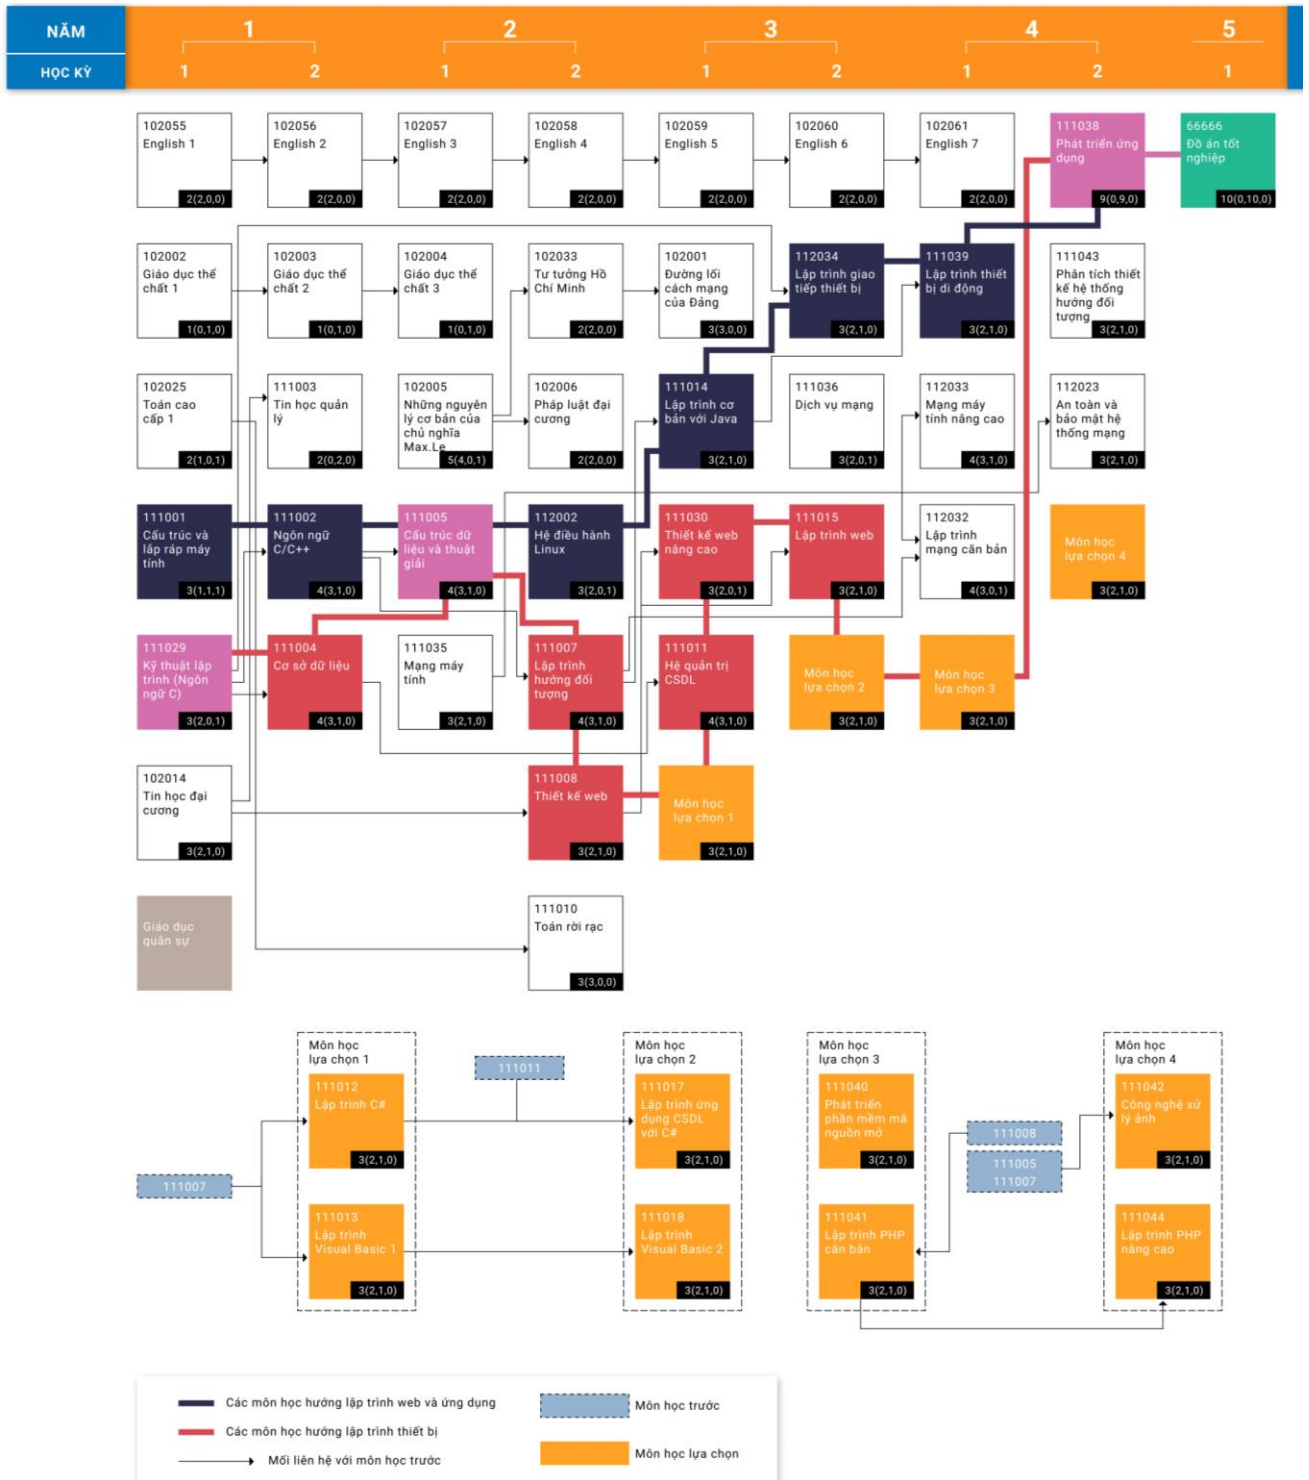 NĂM
1
2
3
4
5
HỌC KỲ
1
2
1
2
1
2
1
2
1
102055
English 1
2(2,0,0)
102056
English 2
2(2,0,0)
102057
English 3
2(2,0,0)
102058
English 4
2(2,0,0)
102059
English 5
2(2,0,0)
102060
English 6
2(2,0,0)
102061
English 7
2(2,0,0)
111038
Phát triển ứng
dụng
9(0,9,0)
66666
Đồ án tốt
nghiệp
10(0,10,0)
102002
Giáo dục thể
chất 1
1(0,1,0)
102003
Giáo dục thể
chất 2
1(0,1,0)
102004
Giáo dục thể
chất 3
1(0,1,0)
102033
Tư tưởng Hồ
Chí Minh
2(2,0,0)
102001
Đường lối
cách mạng
của Đảng
3(3,0,0)
112034
Lập trình giao
tiếp thiết bị
3(2,1,0)
111039
Lập trình thiết
bị di động
3(2,1,0)
111043
Phân tích thiết
kế hệ thống
hướng đối
tượng
3(2,1,0)
102025
Toán cao
cấp 1
2(1,0,1)
111003
Tin học quản
lý
2(0,2,0)
102005
Những nguyên
lý cơ bản của
chủ nghĩa
Max.Le
5(4,0,1)
102006
Pháp luật đại
cương
2(2,0,0)
111014
Lập trình cơ
bản với Java
3(2,1,0)
111036
Dịch vụ mạng
3(2,0,1)
112033
Mạng máy
tính nâng cao
4(3,1,0)
112023
An toàn và
bảo mật hệ
thống mạng
3(2,1,0)
111001
Cấu trúc và
lắp ráp máy
tính
3(1,1,1)
111002
Ngôn ngữ
C/C++
4(3,1,0)
111005
Cấu trúc dữ
liệu và thuật
giải
4(3,1,0)
112002
Hệ điều hành
Linux
3(2,0,1)
111030
Thiết kế web
nâng cao
3(2,0,1)
111015
Lập trình web
3(2,1,0)
112032
Lập trình
mạng căn bản
4(3,0,1)
Môn học
lựa chọn 4
3(2,1,0)
111029
Kỹ thuật lập
trình (Ngôn
ngữ C)
3(2,0,1)
111004
Cơ sở dữ liệu
4(3,1,0)
111035
Mạng máy
tính
3(2,1,0)
111007
Lập trình
hướng đối
tượng
4(3,1,0)
111011
Hệ quản trị
CSDL
4(3,1,0)
Môn học
lựa chọn 2
3(2,1,0)
Môn học
lựa chọn 3
3(2,1,0)
102014
Tin học đại
cương
3(2,1,0)
111008
Thiết kế web
3(2,1,0)
Môn học
lựa chọn 1
3(2,1,0)
Giáo dục
quân sự
111010
Toán rời rạc
3(3,0,0)
111007
Môn học
lựa chọn 1
111012
Lập trình C#
3(2,1,0)
111013
Lập trình
Visual Basic 1
3(2,1,0)
111011
Môn học
lựa chọn 2
111017
Lập trình ứng
dụng CSDL
với C#
3(2,1,0)
111018
Lập trình
Visual Basic 2
3(2,1,0)
Môn học
lựa chọn 3
111040
Phát triển
phần mềm mã
nguồn mở
3(2,1,0)
111041
Lập trình PHP
căn bản
3(2,1,0)
111008
111005
111007
Môn học
lựa chọn 4
111042
Công nghệ xử
lý ảnh
3(2,1,0)
111044
Lập trình PHP
nâng cao
3(2,1,0)
Các môn học hướng lập trình web và ứng dụng
Các môn học hướng lập trình thiết bị
Mối liên hệ với môn học trước
Môn học trước
Môn học lựa chọn